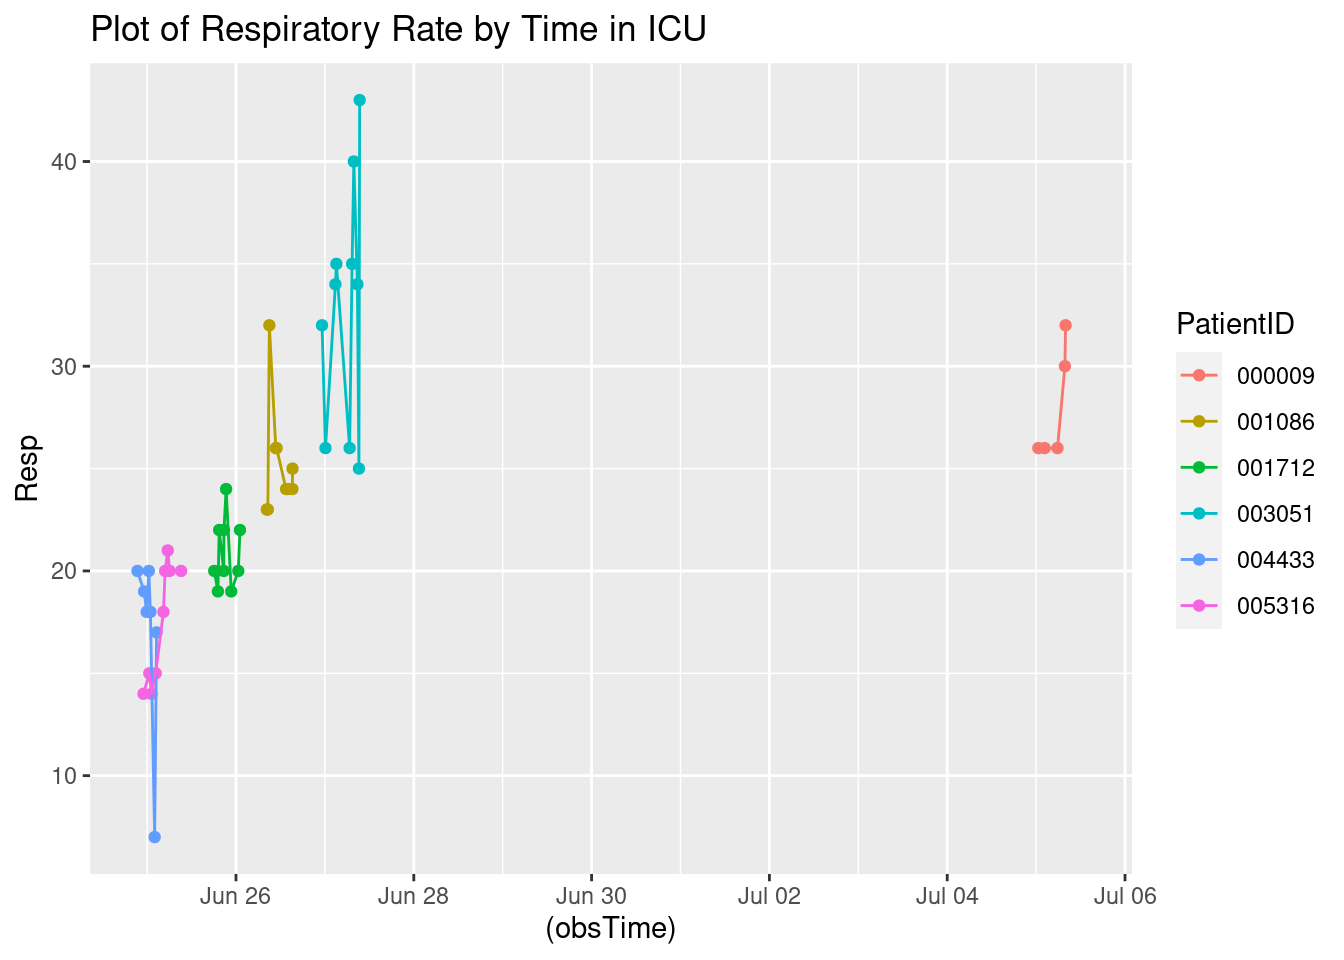 Plot of Respiratory Rate by Time in ICU
Resp
40
30
20
10
Jun 26
Jun 28
Jun 30
Jul 02
Jul 04
Jul 06
(obsTime)
PatientID
000009
001086
001712
003051
004433
005316